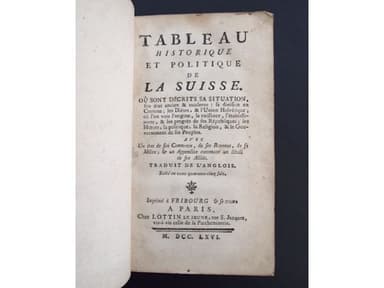 TABLEAU
HISTORIQUE
ET POLITIQUE
DE
LA SUISSE.
OÙ SONT DÉCRITS SA SITUATION,
son état ancien & moderne; sa division en
Cantons; les Diètes, & l'Union Helvétique;
où l'on voit l'origine, la naissance, l'établisse-
ment, & les progrès de ses Républiques; les
Mœurs, la politique, la Religion, & le Gou-
vernement de ses Peuples.
AVEC
Un état de son Commerce, de ses Revenus, de sa
Milice; & un Appendice contenant un détail
de ses Alliés.
TRADUIT DE L'ANGLOIS.
Imprimé à FRIBOURG & se trouve
A PARIS,
Chez LOTTIN LE JEUNE, rue S. Jacques,
vis-à-vis celle de la Parcheminerie.
M. DCC. LXVI.